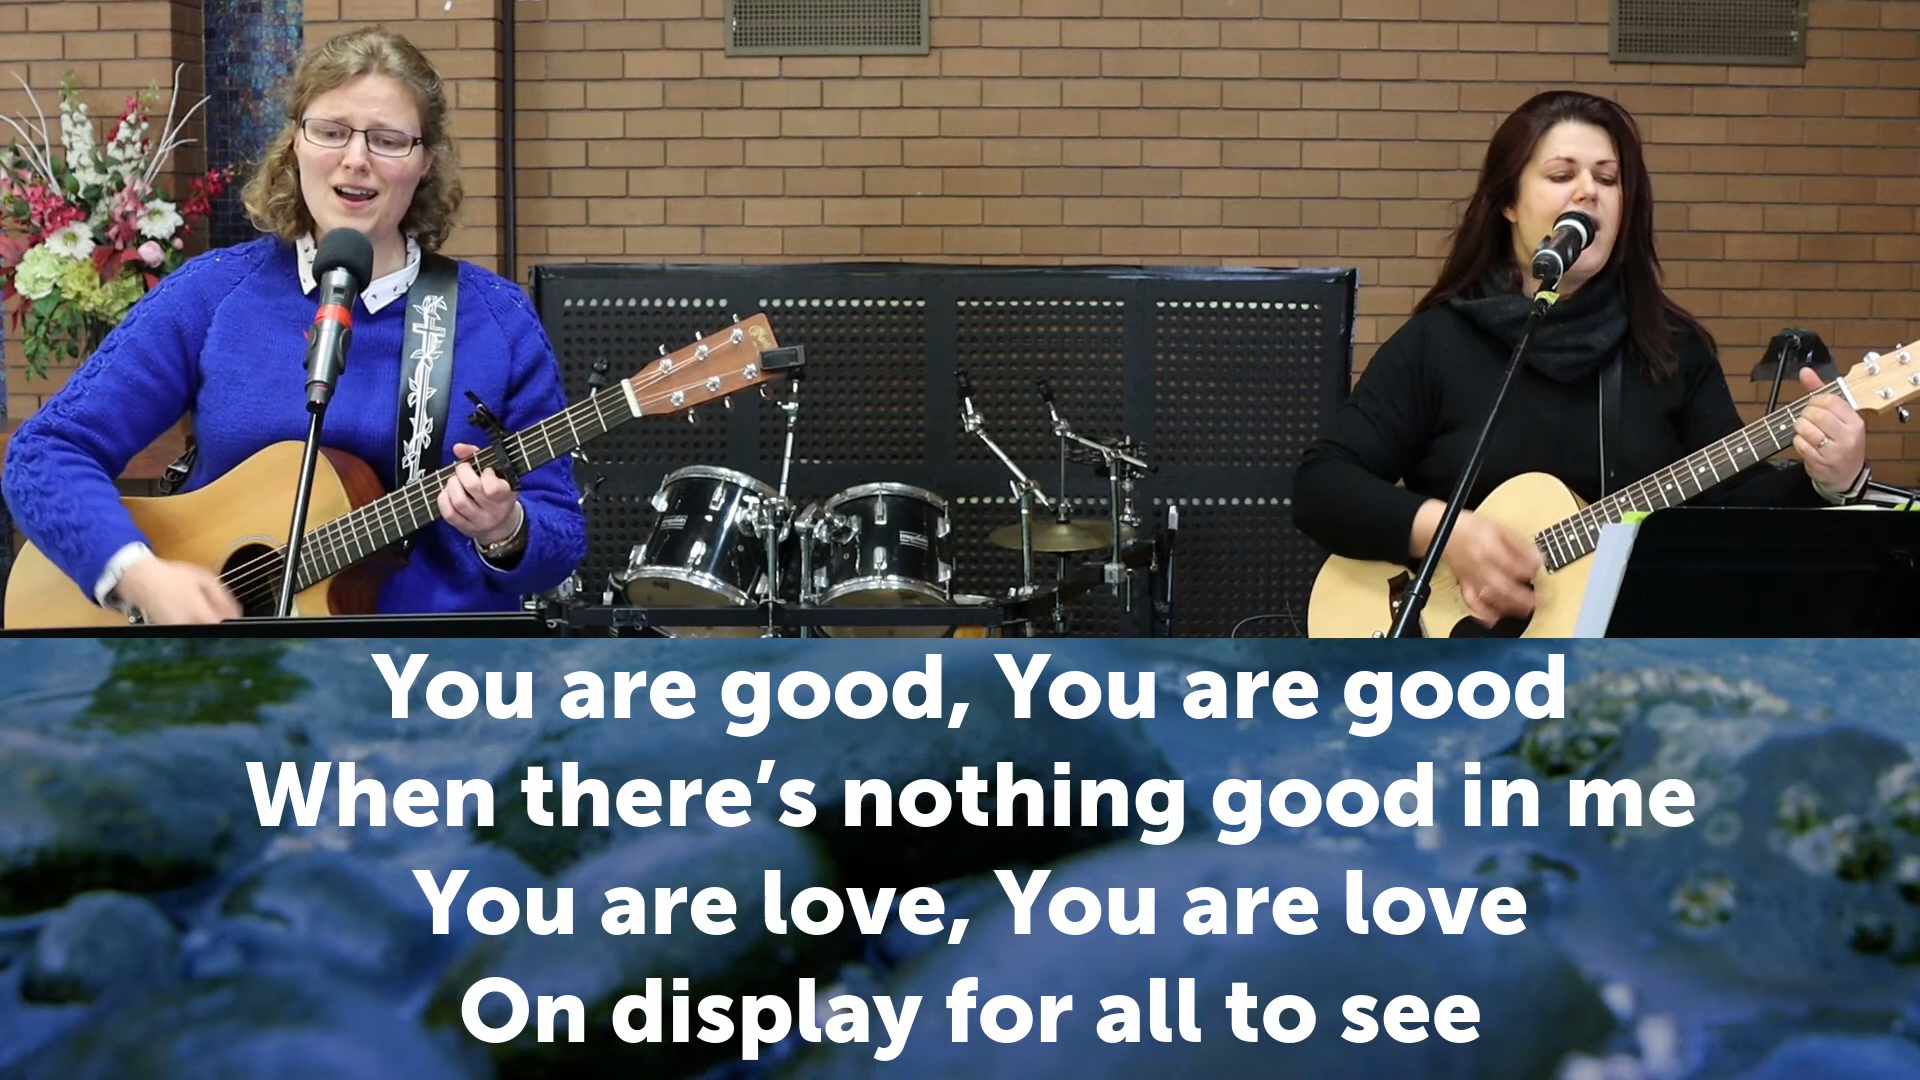 You are good, You are good
When there's nothing good in me
You are love, You are love
On display for all to see